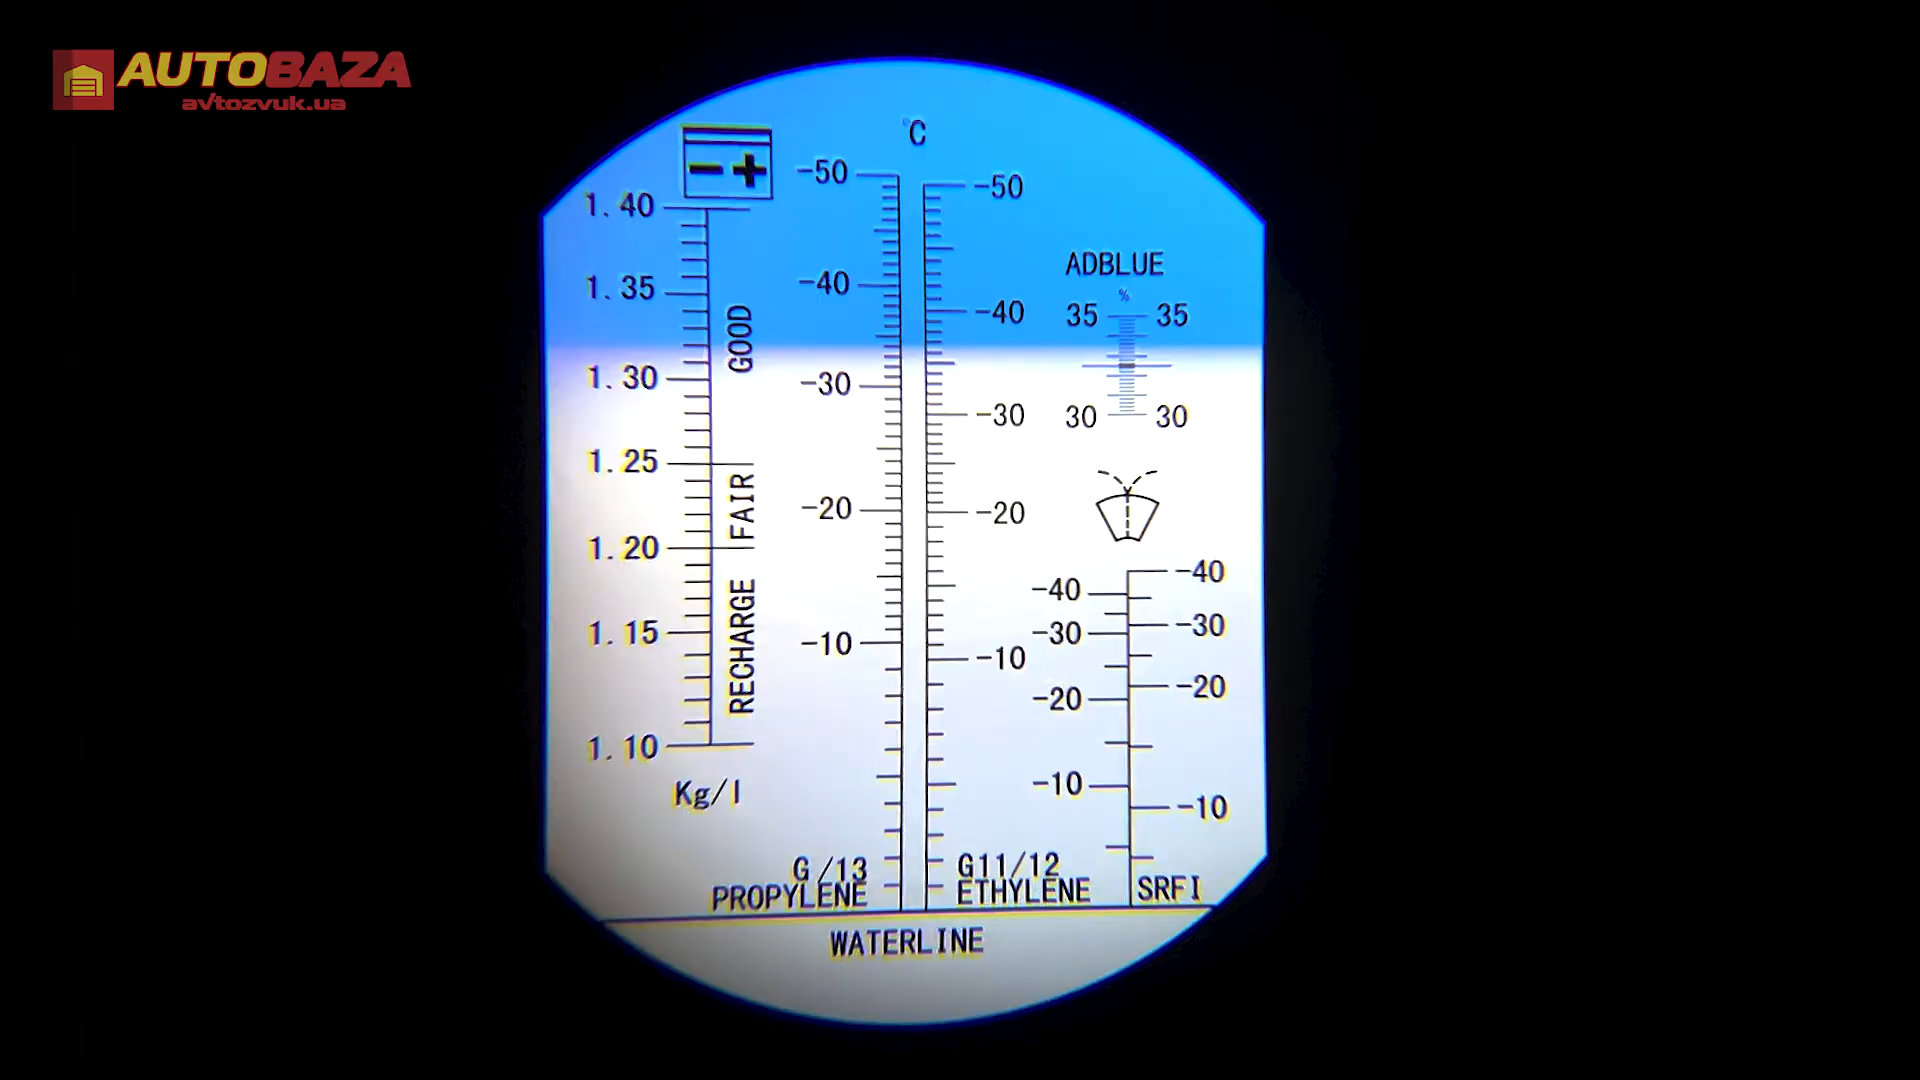 AUTOBAZA
avtozvuk.ua
°C
- +
-50 -50
1.40
ADBLUE
1.35 -40 -40
%
35 35
GOOD
1.30 -30 -30
30 30
1.25
FAIR
-20 -20
1.20
-40 -40
-30 -30
RECHARGE
1.15 -10 -10
-20 -20
1.10
-10 -10
Kg/l
G /13 G11/12
PROPYLENE ETHYLENE SRFI
WATERLINE